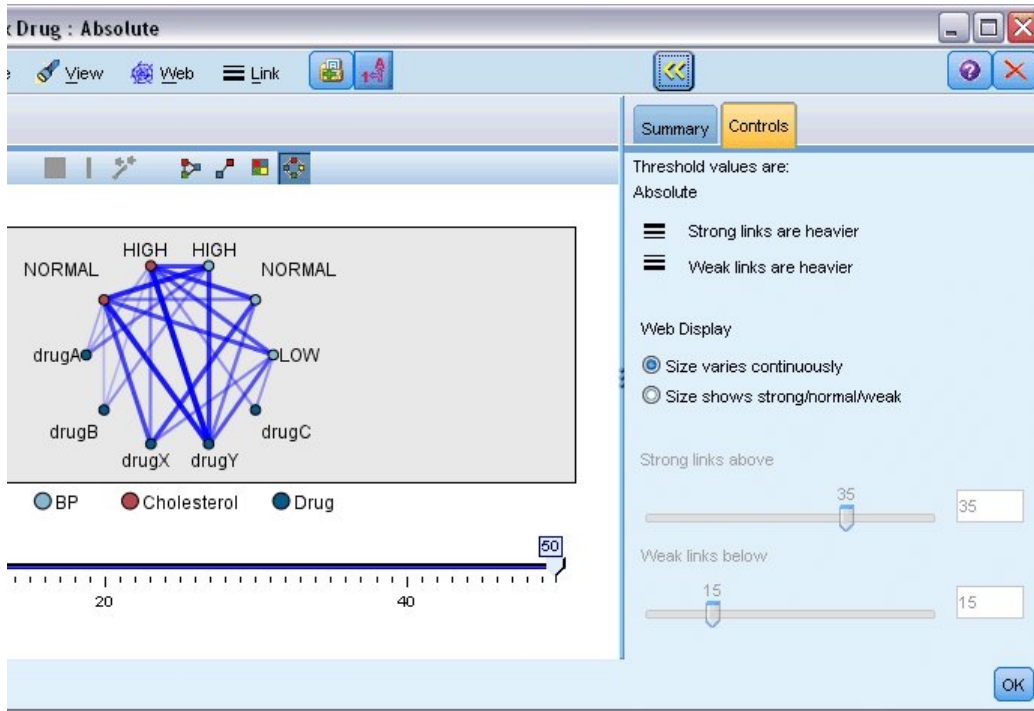 x Drug : Absolute
View Web Link
Summary Controls
Threshold values are:
Absolute
Strong links are heavier
Weak links are heavier
Web Display
Size varies continuously
Size shows strong/normal/weak
Strong links above
35
35
Weak links below
15
15
OK
HIGH HIGH
NORMAL NORMAL
drugA LOW
drugB drugC
drugX drugY
BP Cholesterol Drug
50
20 40